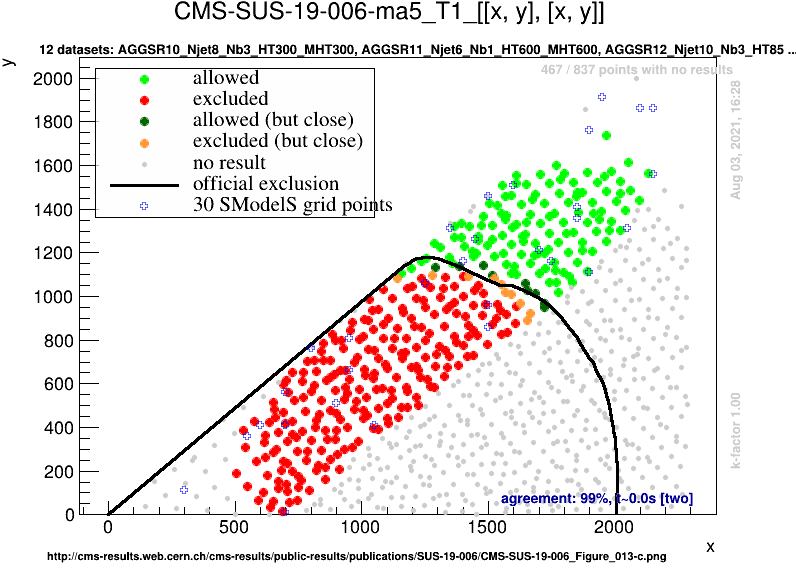 CMS-SUS-19-006-ma5_T1_[[x, y], [x, y]]
12 datasets: AGGSR10_Njet8_Nb3_HT300_MHT300, AGGSR11_Njet6_Nb1_HT600_MHT600, AGGSR12_Njet10_Nb3_HT85 ...
y
467 / 837 points with no results
allowed
excluded
allowed (but close)
excluded (but close)
no result
official exclusion
30 SModelS grid points
Aug 03, 2021, 16:28
k-factor 1.00
2000
1800
1600
1400
1200
1000
800
600
400
200
0
agreement: 99%, t~0.0s [two]
0
500
1000
1500
2000
x
http://cms-results.web.cern.ch/cms-results/public-results/publications/SUS-19-006/CMS-SUS-19-006_Figure_013-c.png